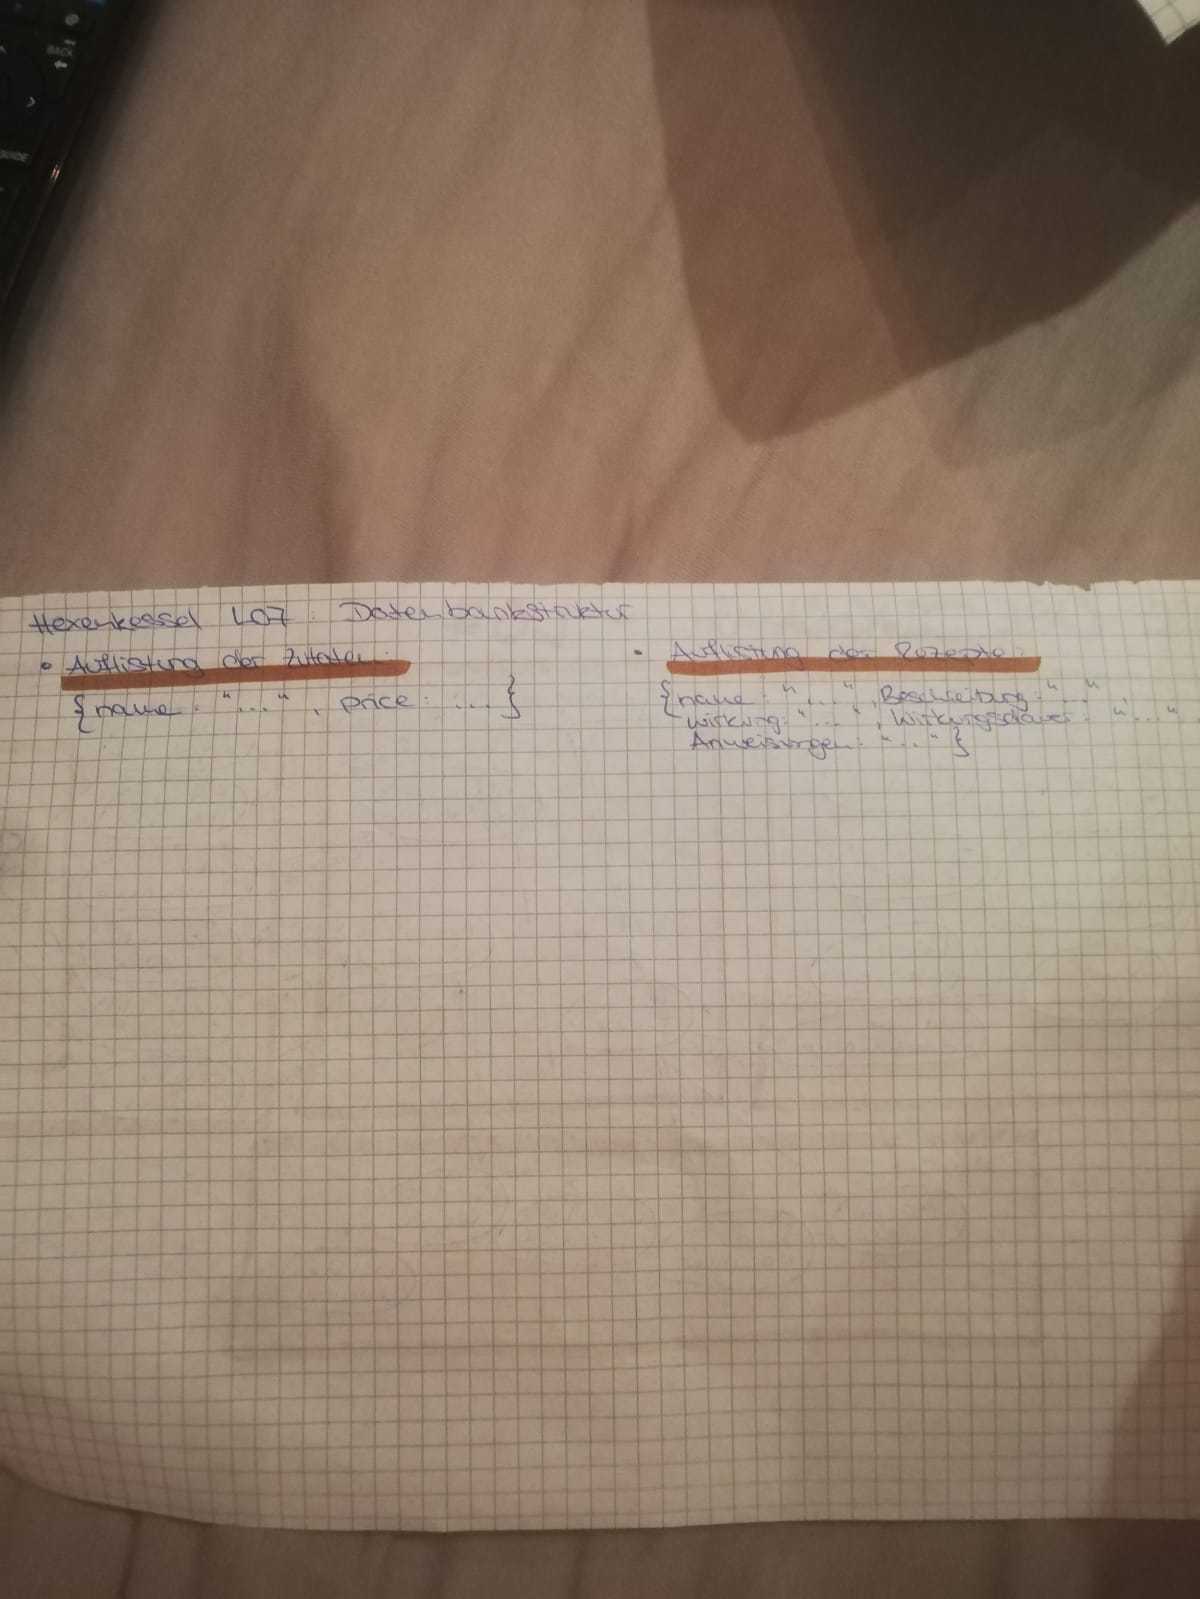 BACK
GUIDE
Hexenkessel L07: Datenbankstruktur
• Auflistung der Zutaten:
{name: "...", price: ...}
• Auflistung der Rezepte:
{name: "...", Beschreibung: "...",
Wirkung: "...", Wirkungsdauer: "..."
Anweisungen: "..."}